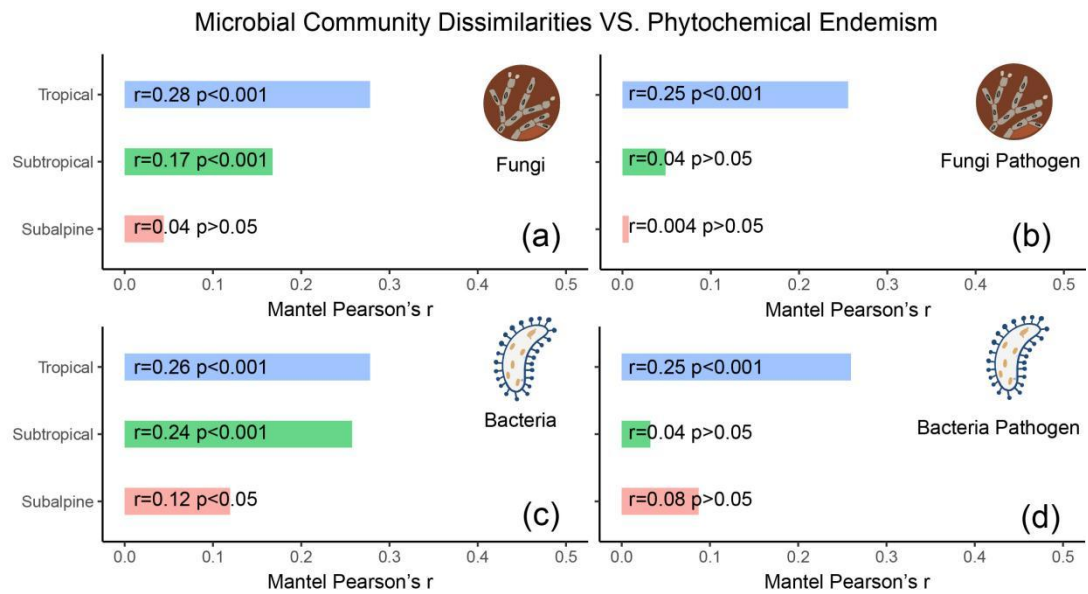 Microbial Community Dissimilarities VS. Phytochemical Endemism
Tropical
r=0.28 p<0.001
Subtropical
r=0.17 p<0.001
Subalpine
r=0.04 p>0.05
Fungi
(a)
0.0 0.1 0.2 0.3 0.4 0.5
Mantel Pearson’s r
r=0.25 p<0.001
r=0.04 p>0.05
r=0.004 p>0.05
Fungi Pathogen
(b)
0.0 0.1 0.2 0.3 0.4 0.5
Mantel Pearson’s r
Tropical
r=0.26 p<0.001
Subtropical
r=0.24 p<0.001
Subalpine
r=0.12 p<0.05
Bacteria
(c)
0.0 0.1 0.2 0.3 0.4 0.5
Mantel Pearson’s r
r=0.25 p<0.001
r=0.04 p>0.05
r=0.08 p>0.05
Bacteria Pathogen
(d)
0.0 0.1 0.2 0.3 0.4 0.5
Mantel Pearson’s r